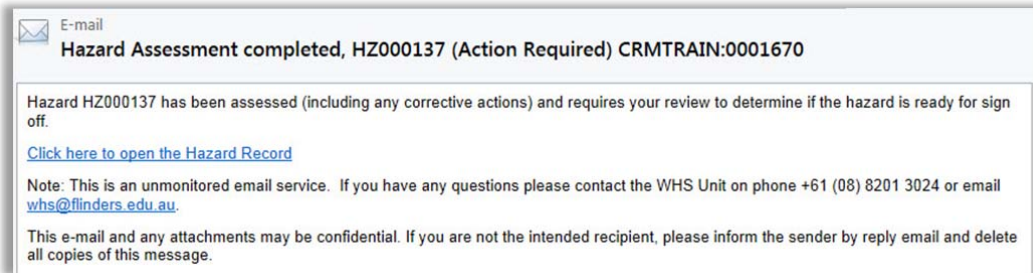 E-mail
Hazard Assessment completed, HZ000137 (Action Required) CRMTRAIN:0001670
Hazard HZ000137 has been assessed (including any corrective actions) and requires your review to determine if the hazard is ready for sign
off.
Click here to open the Hazard Record
Note: This is an unmonitored email service.  If you have any questions please contact the WHS Unit on phone +61 (08) 8201 3024 or email
whs@flinders.edu.au.
This e-mail and any attachments may be confidential. If you are not the intended recipient, please inform the sender by reply email and delete
all copies of this message.